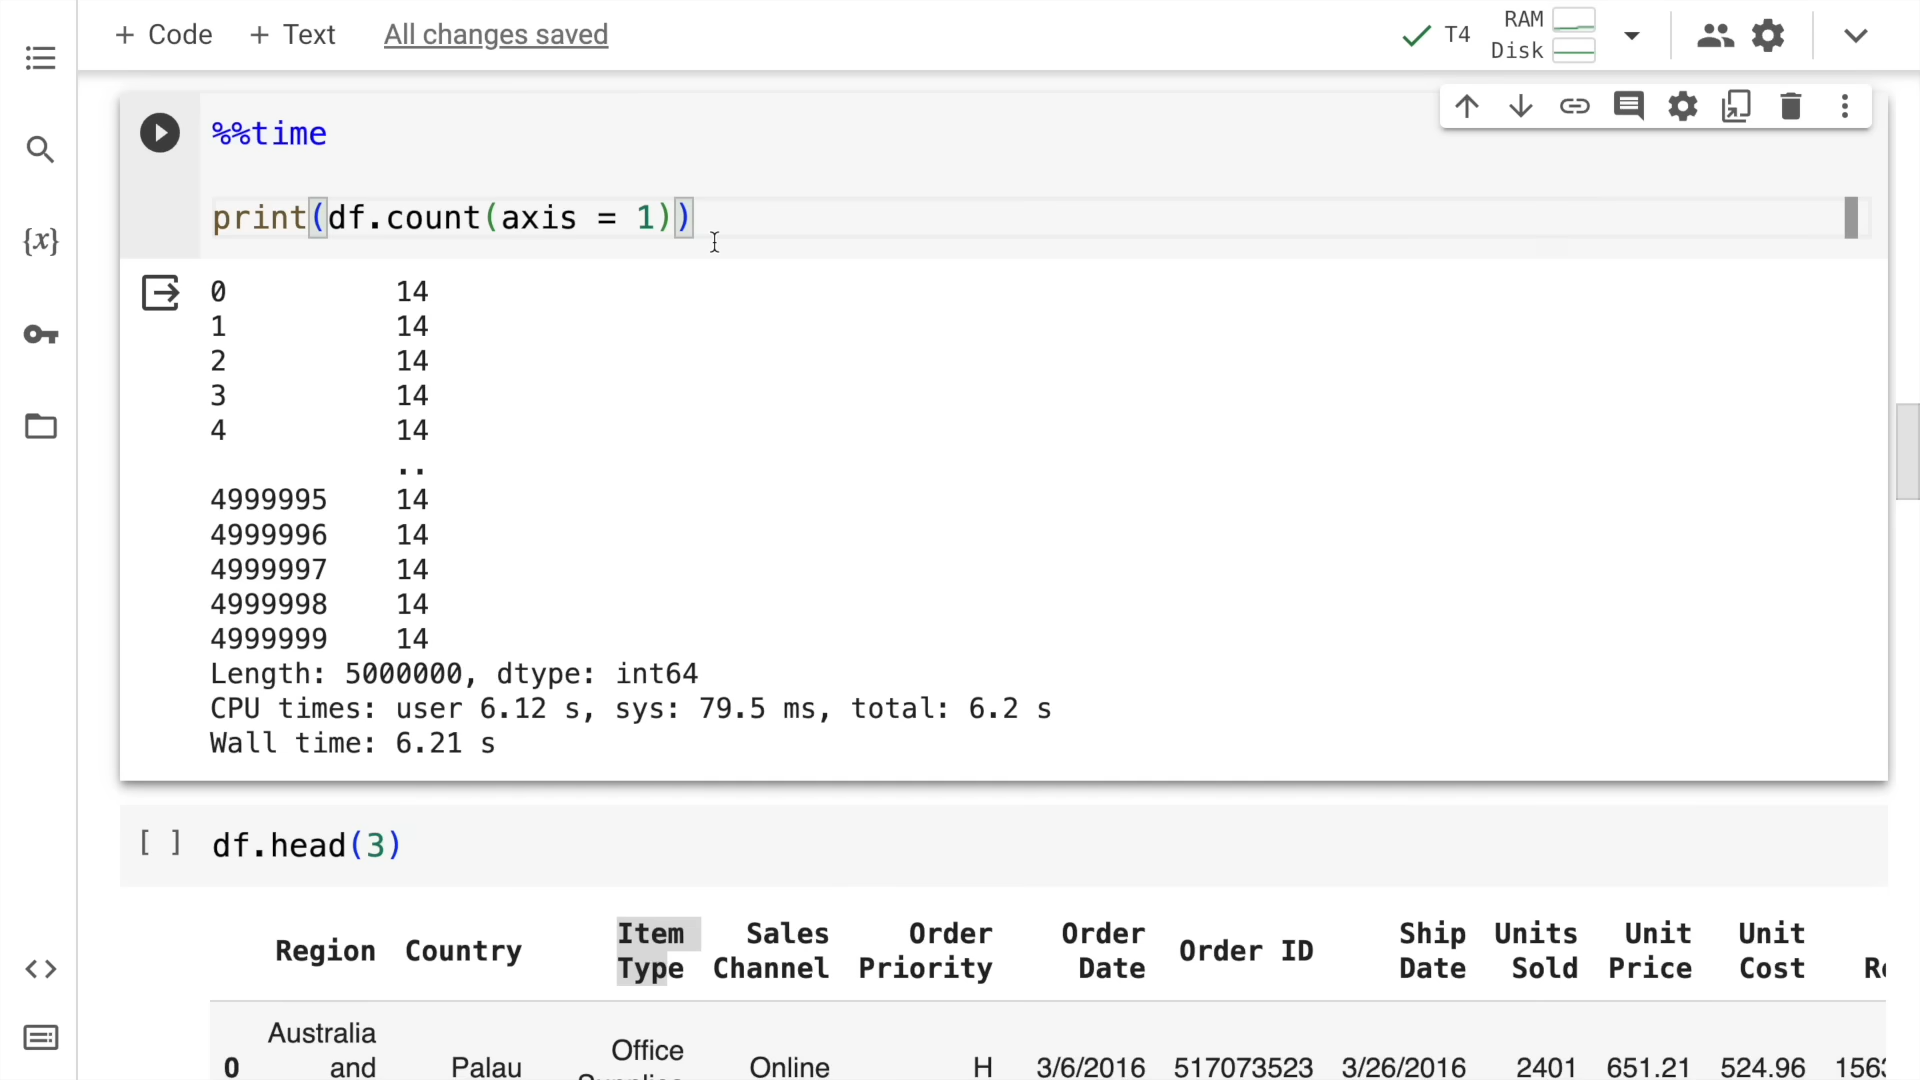 + Code + Text All changes saved
T4 RAM
Disk
%%time
{x}
print(df.count(axis = 1))
0 14
1 14
2 14
3 14
4 14
..
4999995 14
4999996 14
4999997 14
4999998 14
4999999 14
Length: 5000000, dtype: int64
CPU times: user 6.12 s, sys: 79.5 ms, total: 6.2 s
Wall time: 6.21 s
[ ] df.head(3)
Region Country Item Type Sales Channel Order Priority Order Date Order ID Ship Date Units Sold Unit Price Unit Cost
0 Australia and Palau Office Online H 3/6/2016 517073523 3/26/2016 2401 651.21 524.96